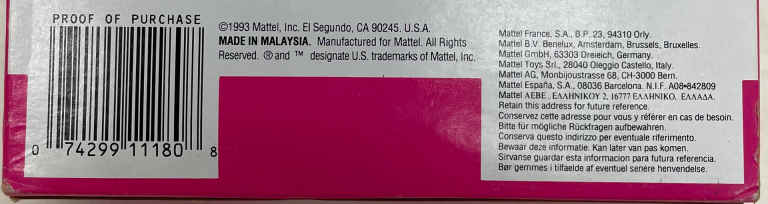 PROOF OF PURCHASE
0 74299 11180 8
©1993 Mattel, Inc. El Segundo, CA 90245. U.S.A.
MADE IN MALAYSIA. Manufactured for Mattel. All Rights
Reserved. ® and ™ designate U.S. trademarks of Mattel, Inc.
Mattel France, S.A., B.P. 23, 94310 Orly.
Mattel B.V. Benelux, Amsterdam, Brussels, Bruxelles.
Mattel GmbH, 63303 Dreieich, Germany.
Mattel Toys Srl., 28040 Oleggio Castello, Italy.
Mattel AG, Monbijoustrasse 68, CH-3000 Bern.
Mattel España, S.A., 08036 Barcelona. N.I.F. A08-842809
Mattel AEBE , ΕΛΛΗΝΙΚΟΥ 2, 16777 ΕΛΛΗΝΙΚΟ, ΕΛΛΑΔΑ.
Retain this address for future reference.
Conservez cette adresse pour vous y référer en cas de besoin.
Bitte für mögliche Rückfragen aufbewahren.
Conserva questo indirizzo per eventuale riferimento.
Bewaar deze informatie. Kan later van pas komen.
Sirvanse guardar esta informacion para futura referencia.
Bør gemmes i tilfaelde af eventuel senere henvendelse.